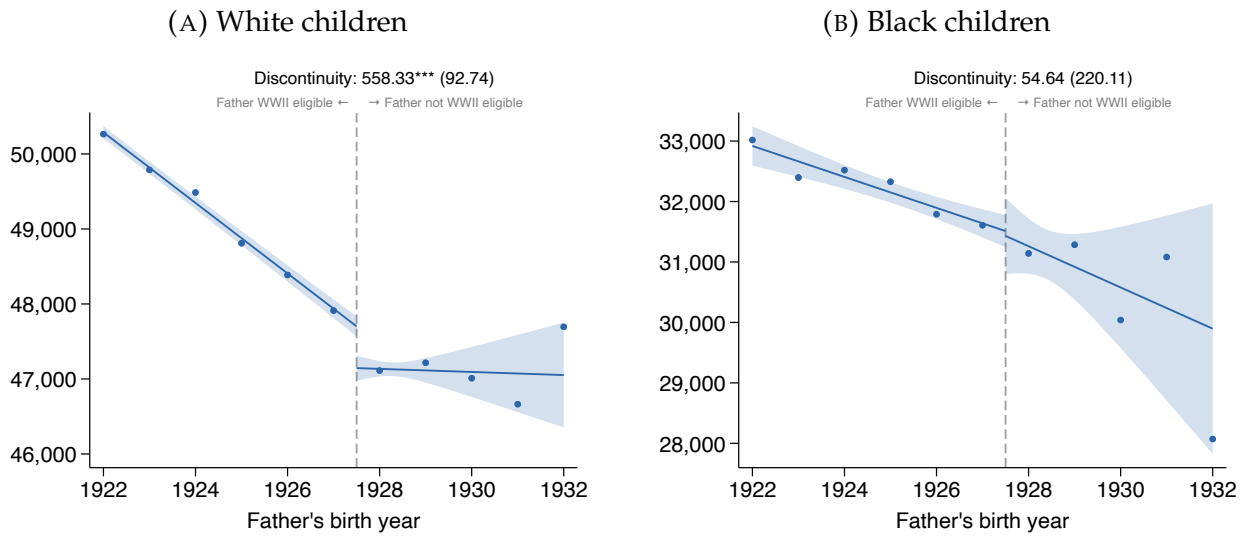 (A) White children
Discontinuity: 558.33*** (92.74)
Father WWII eligible ← → Father not WWII eligible
50,000
49,000
48,000
47,000
46,000
1922 1924 1926 1928 1930 1932
Father's birth year
(B) Black children
Discontinuity: 54.64 (220.11)
Father WWII eligible ← → Father not WWII eligible
33,000
32,000
31,000
30,000
29,000
28,000
1922 1924 1926 1928 1930 1932
Father's birth year